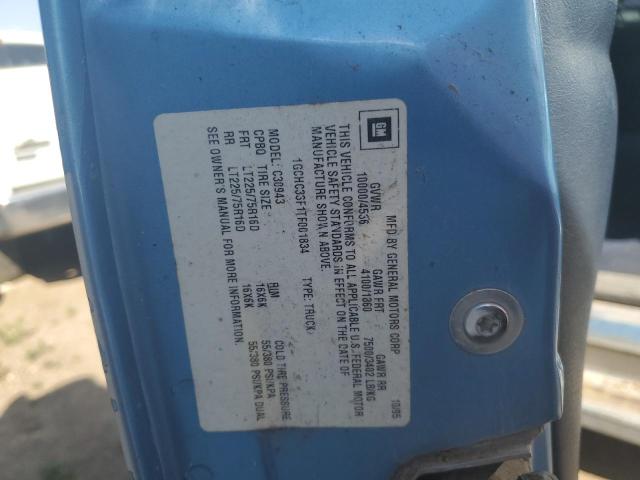 GM
MFD BY GENERAL MOTORS CORP 10/95
GVWR GAWR FRT GAWR RR
10000/4536 4100/1860 7500/3402 LB/KG
THIS VEHICLE CONFORMS TO ALL APPLICABLE U.S. FEDERAL MOTOR
VEHICLE SAFETY STANDARDS IN EFFECT ON THE DATE OF
MANUFACTURE SHOWN ABOVE.
1GCHC33F1TF061834 TYPE: TRUCK
MODEL: C30943
CPBQ TIRE SIZE RIM COLD TIRE PRESSURE
FRT LT225/75R16D 16X6K 55/380 PSI/KPA
RR LT225/75R16D 16X6K 55/380 PSI/KPA DUAL
SEE OWNER'S MANUAL FOR MORE INFORMATION.